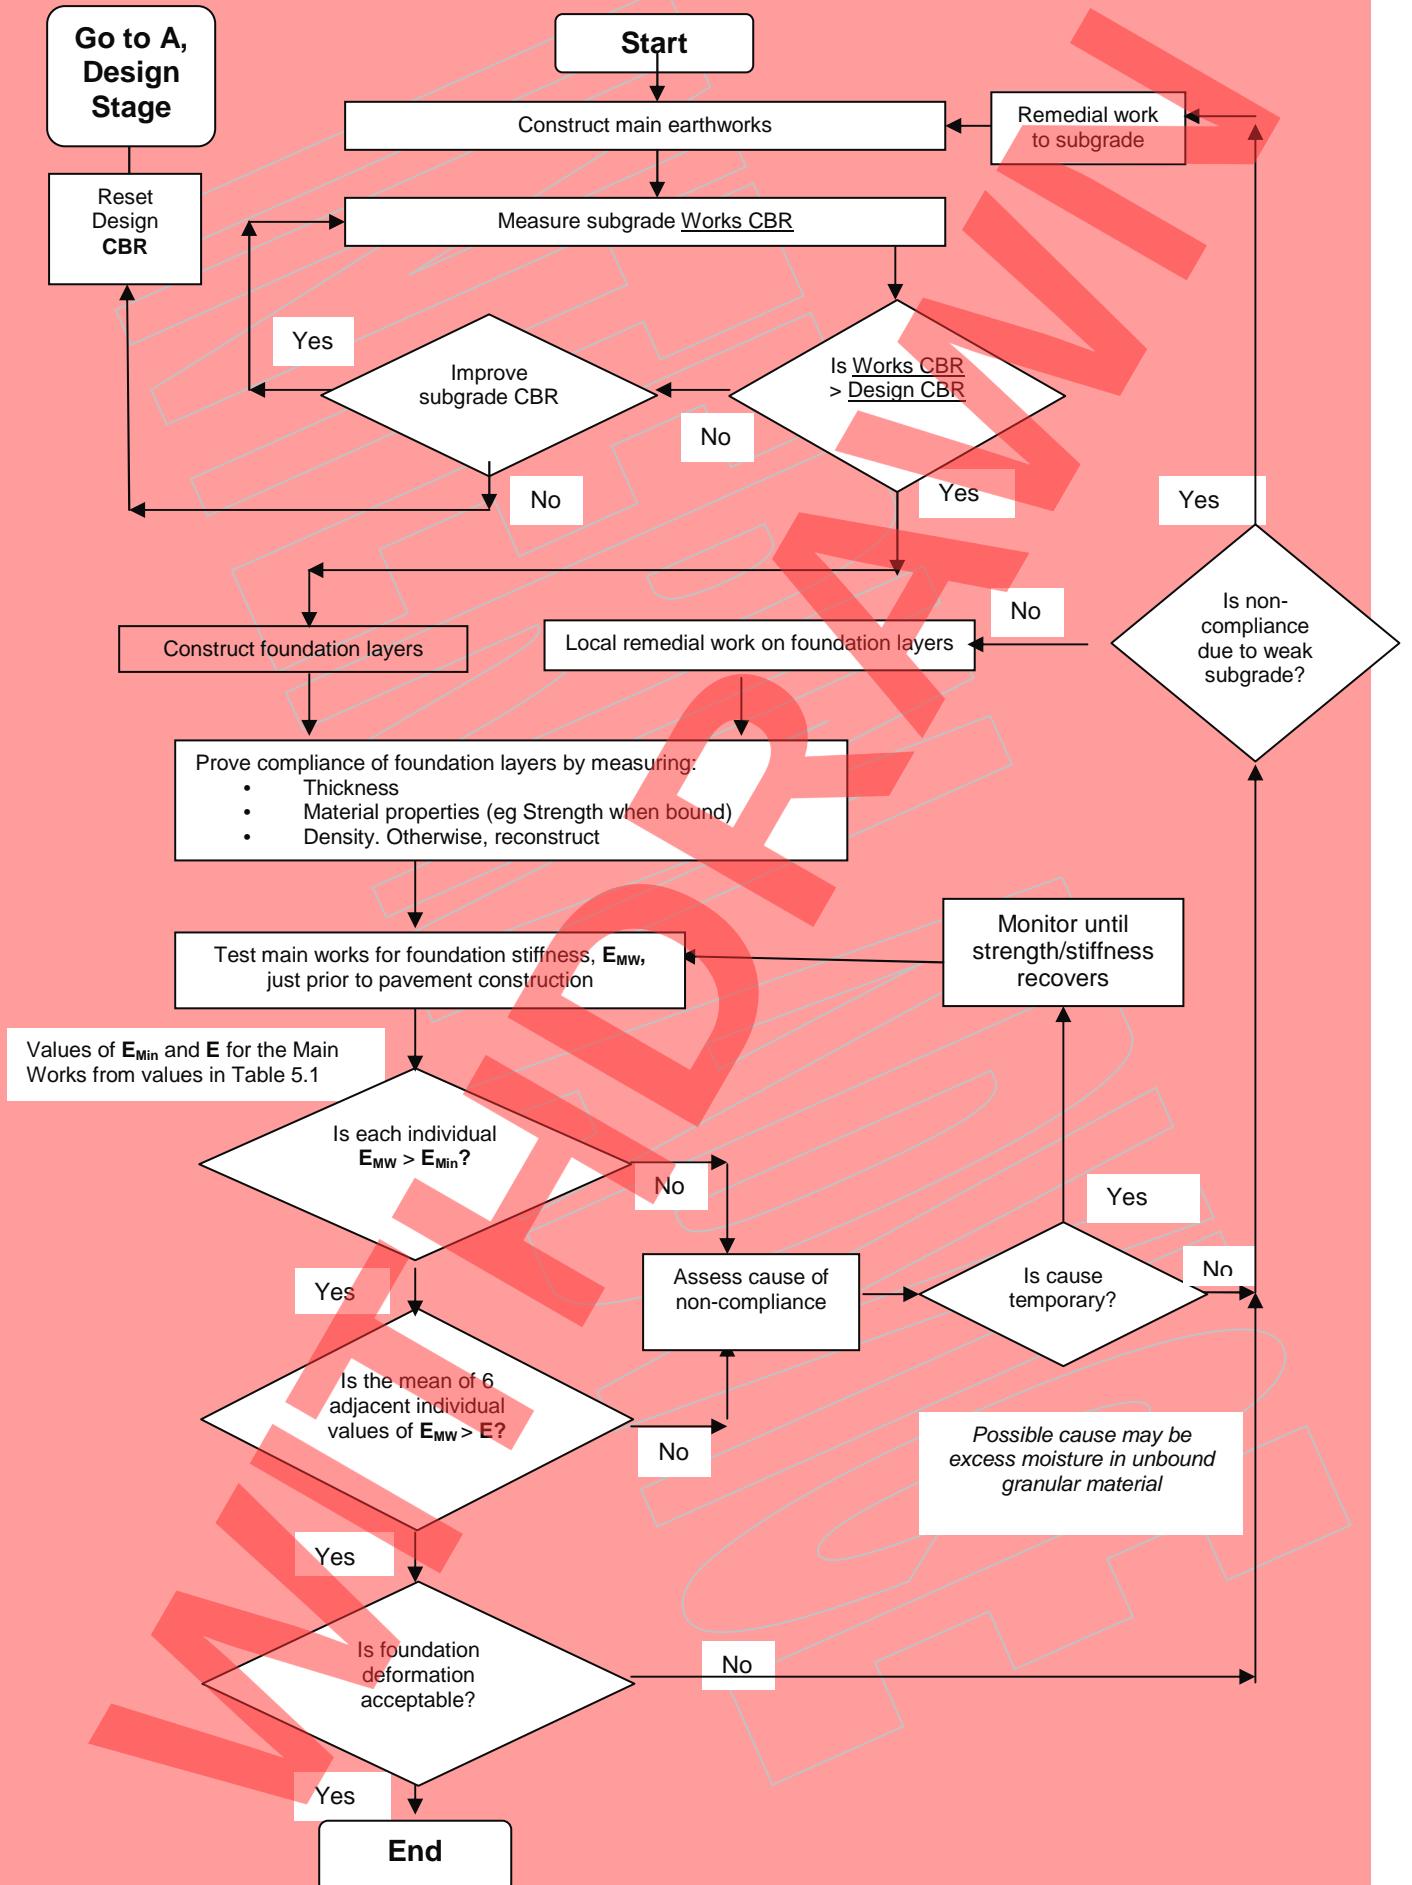 Go to A,
Design
Stage
Start
Construct main earthworks
Remedial work
to subgrade
Reset
Design
CBR
Measure subgrade Works CBR
Yes
Improve
subgrade CBR
Is Works CBR
> Design CBR
No
No
Yes
Yes
Is non-
compliance
due to weak
subgrade?
No
Construct foundation layers
Local remedial work on foundation layers
Prove compliance of foundation layers by measuring:
• Thickness
• Material properties (eg Strength when bound)
• Density. Otherwise, reconstruct
Test main works for foundation stiffness, EMW,
just prior to pavement construction
Monitor until
strength/stiffness
recovers
Values of EMin and E for the Main
Works from values in Table 5.1
Is each individual
EMW > EMin?
No
Yes
Yes
Assess cause of
non-compliance
Is cause
temporary?
No
Is the mean of 6
adjacent individual
values of EMW > E?
No
Possible cause may be
excess moisture in unbound
granular material
Yes
Is foundation
deformation
acceptable?
No
Yes
End
WITHDRAWN